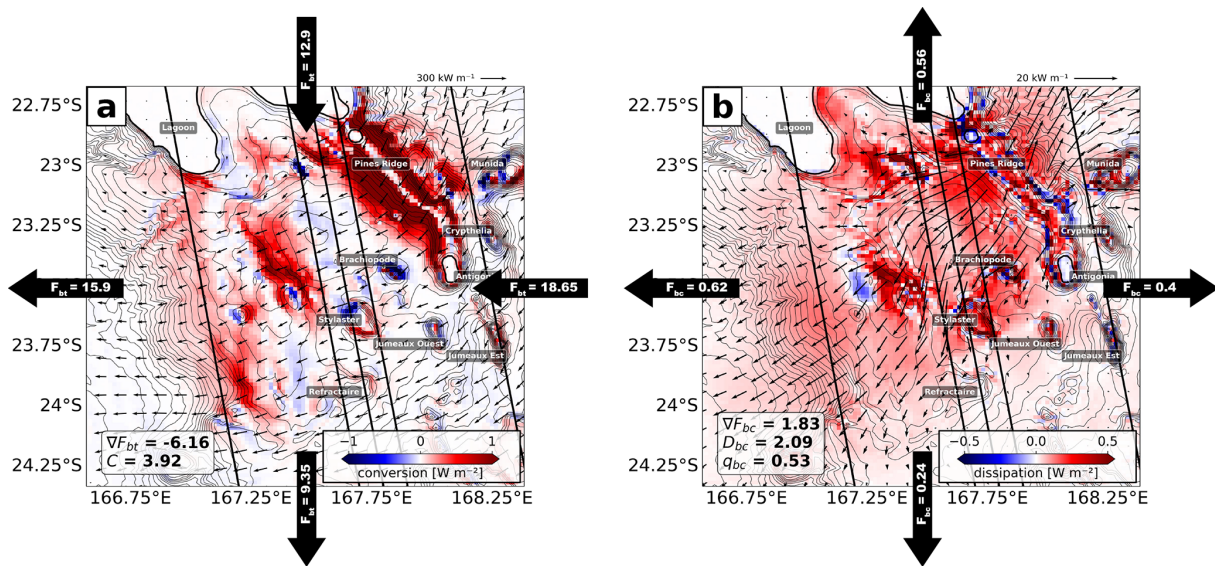 F_bt = 12.9
300 kW m⁻¹
a
22.75°S
23°S
23.25°S
23.75°S
24°S
24.25°S
Lagoon
Pines Ridge
Munida
Crypthelia
Brachiopode
Antigonia
F_bt = 15.9
F_bt = 18.65
Stylaster
Jumeaux Ouest
Jumeaux Est
Refractaire
∇F_bt = -6.16
C = 3.92
−1 0 1
conversion [W m⁻²]
166.75°E 167.25°E 167.75°E 168.25°E
F_bt = 9.35
F_bc = 0.56
20 kW m⁻¹
b
Lagoon
Pines Ridge
Munida
Crypthelia
Brachiopode
Antigonia
F_bc = 0.62
F_bc = 0.4
Stylaster
Jumeaux Ouest
Jumeaux Est
Refractaire
∇F_bc = 1.83
D_bc = 2.09
q_bc = 0.53
−0.5 0.0 0.5
dissipation [W m⁻²]
167.25°E 167.75°E 168.25°E
F_bc = 0.24